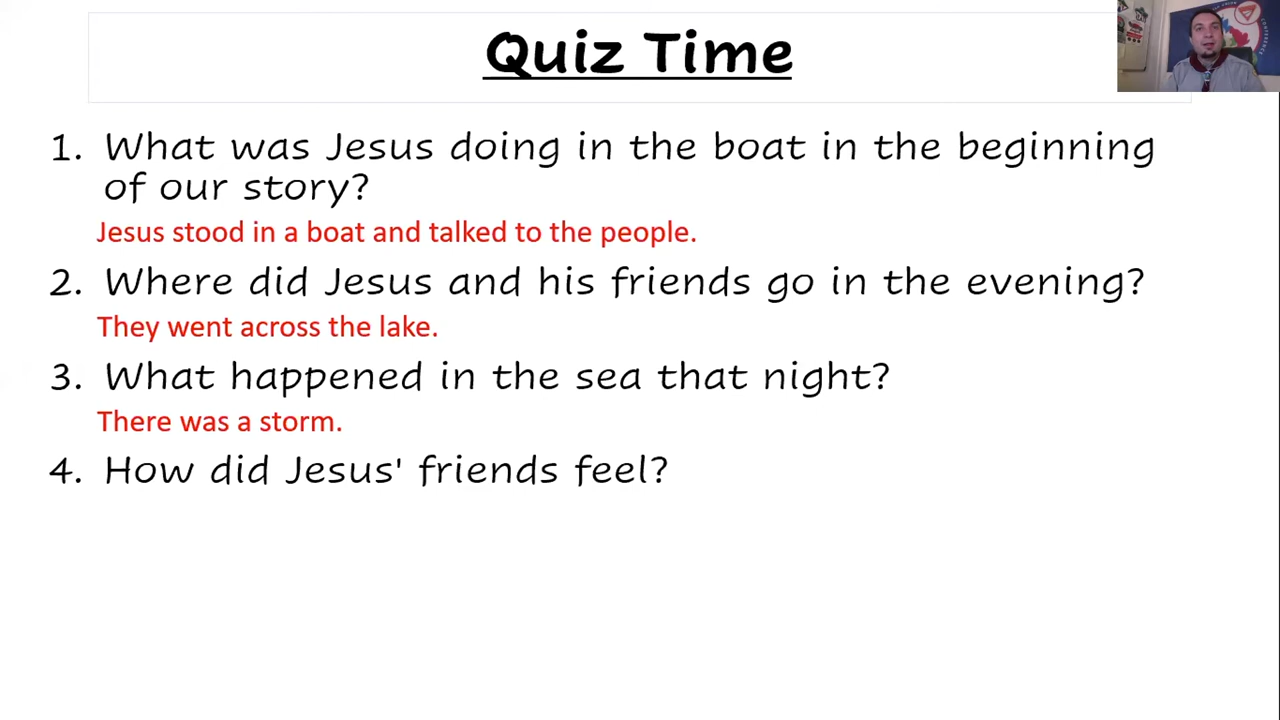 Quiz Time
1. What was Jesus doing in the boat in the beginning
of our story?
Jesus stood in a boat and talked to the people.
2. Where did Jesus and his friends go in the evening?
They went across the lake.
3. What happened in the sea that night?
There was a storm.
4. How did Jesus' friends feel?